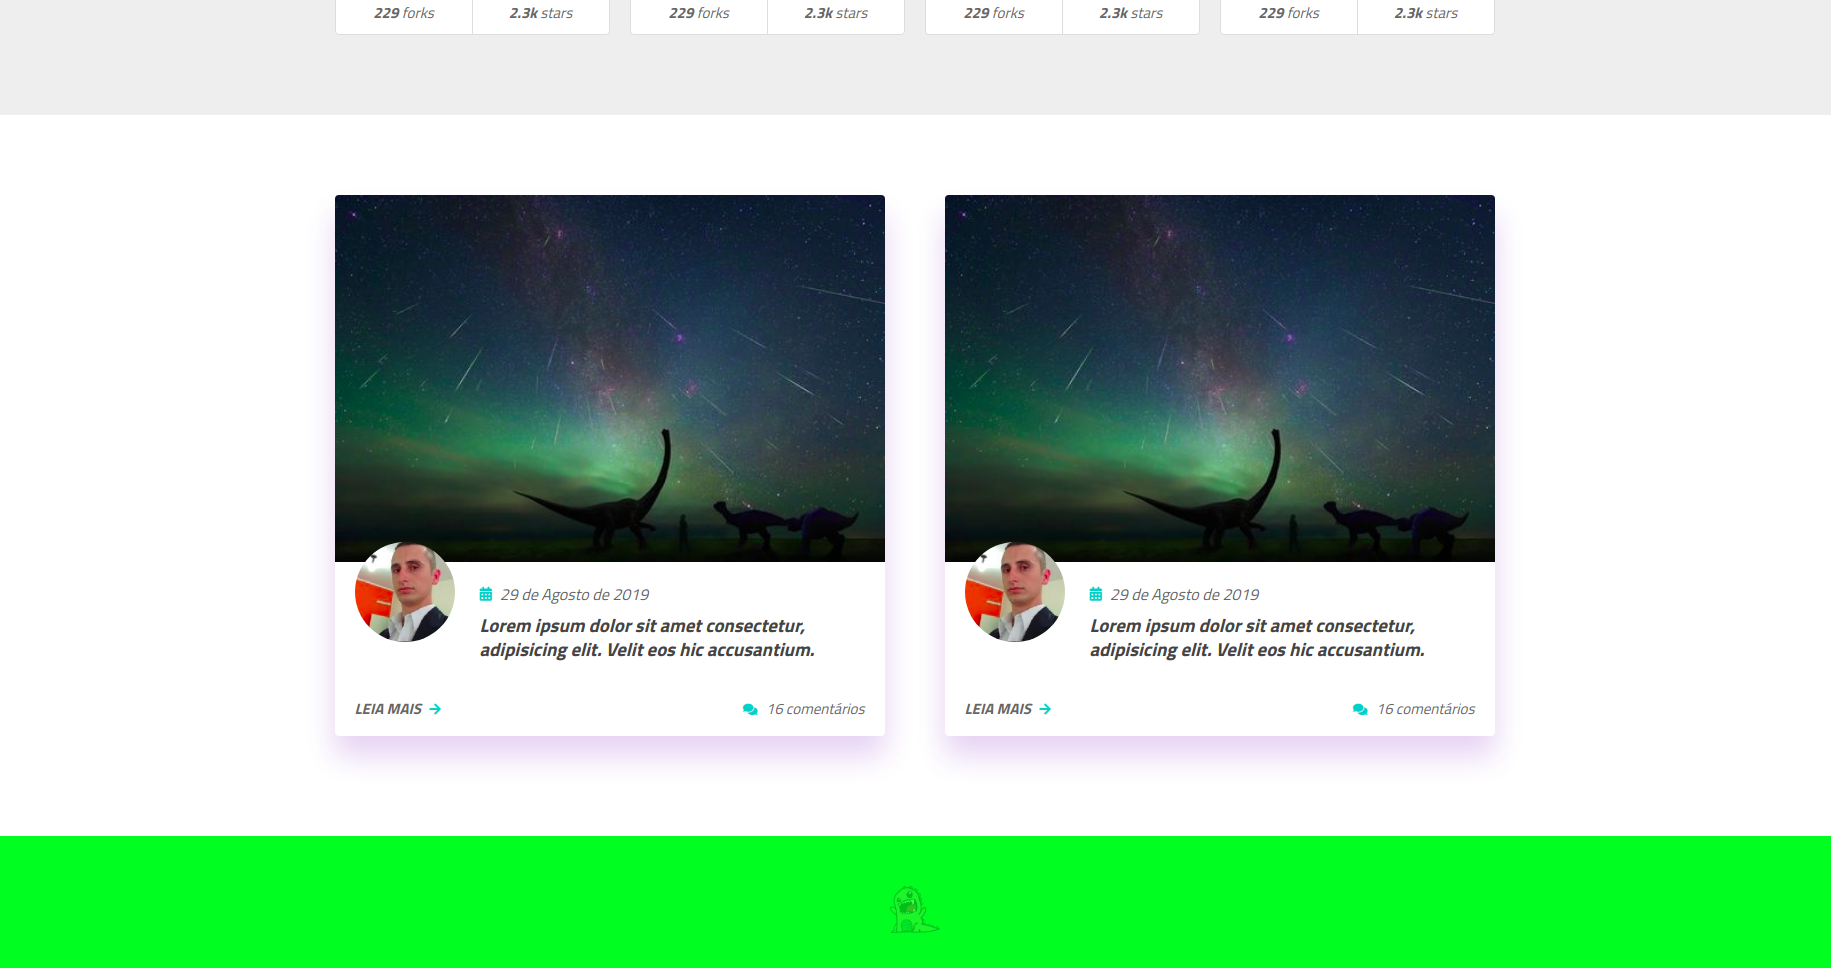 229 forks 2.3k stars 229 forks 2.3k stars 229 forks 2.3k stars 229 forks 2.3k stars
29 de Agosto de 2019
Lorem ipsum dolor sit amet consectetur,
adipisicing elit. Velit eos hic accusantium.
LEIA MAIS 16 comentários
29 de Agosto de 2019
Lorem ipsum dolor sit amet consectetur,
adipisicing elit. Velit eos hic accusantium.
LEIA MAIS 16 comentários